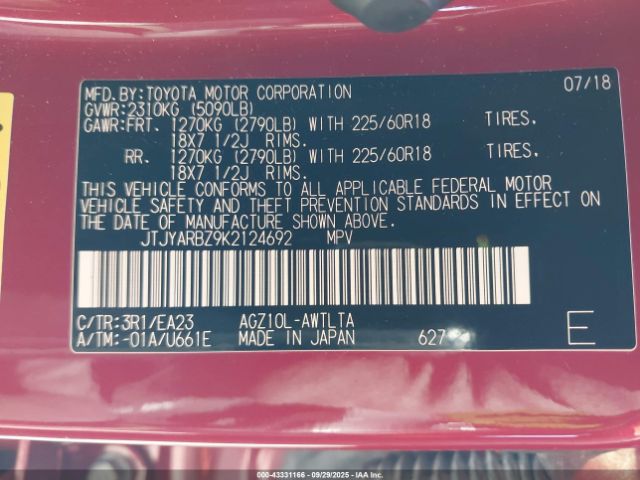 MFD. BY: TOYOTA MOTOR CORPORATION 07/18
GVWR: 2310KG (5090LB)
GAWR: FRT. 1270KG (2790LB) WITH 225/60R18 TIRES.
18X7 1/2J RIMS.
RR. 1270KG (2790LB) WITH 225/60R18 TIRES.
18X7 1/2J RIMS.
THIS VEHICLE CONFORMS TO ALL APPLICABLE FEDERAL MOTOR
VEHICLE SAFETY AND THEFT PREVENTION STANDARDS IN EFFECT ON
THE DATE OF MANUFACTURE SHOWN ABOVE.
JTJYARBZ9K2124692 MPV
C/TR: 3R1/EA23 AGZ10L-AWTLTA
A/TM: -01A/U661E MADE IN JAPAN 627
E
000-43331166 - 09/29/2025 - IAA, Inc.